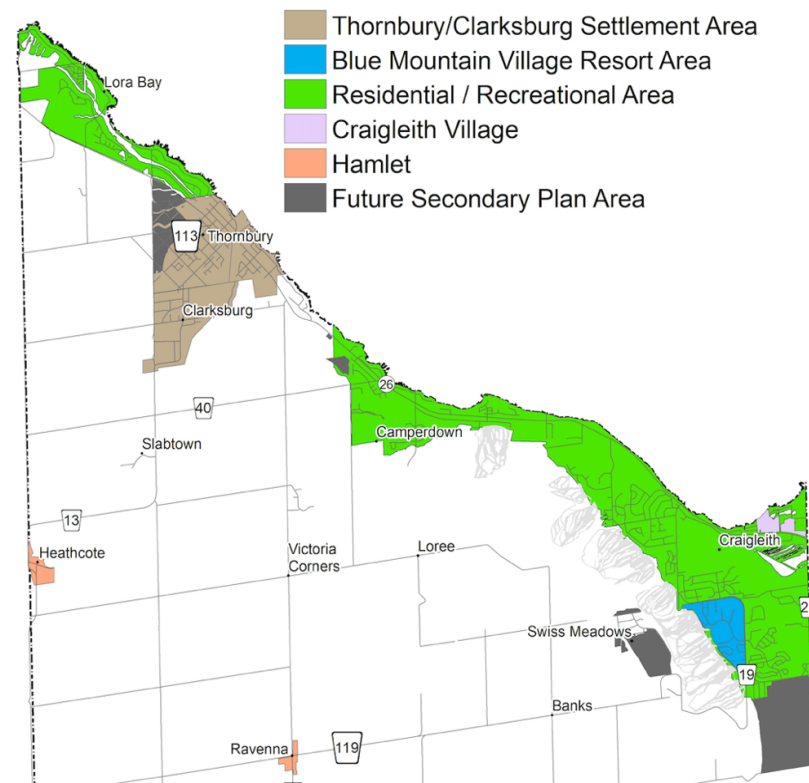 Thornbury/Clarksburg Settlement Area
Blue Mountain Village Resort Area
Residential / Recreational Area
Craigleith Village
Hamlet
Future Secondary Plan Area
Lora Bay
113
Thornbury
Clarksburg
26
40
Camperdown
Slabtown
13
Heathcote
Victoria
Corners
Loree
Craigleith
2
Swiss Meadows
19
Banks
Ravenna
119